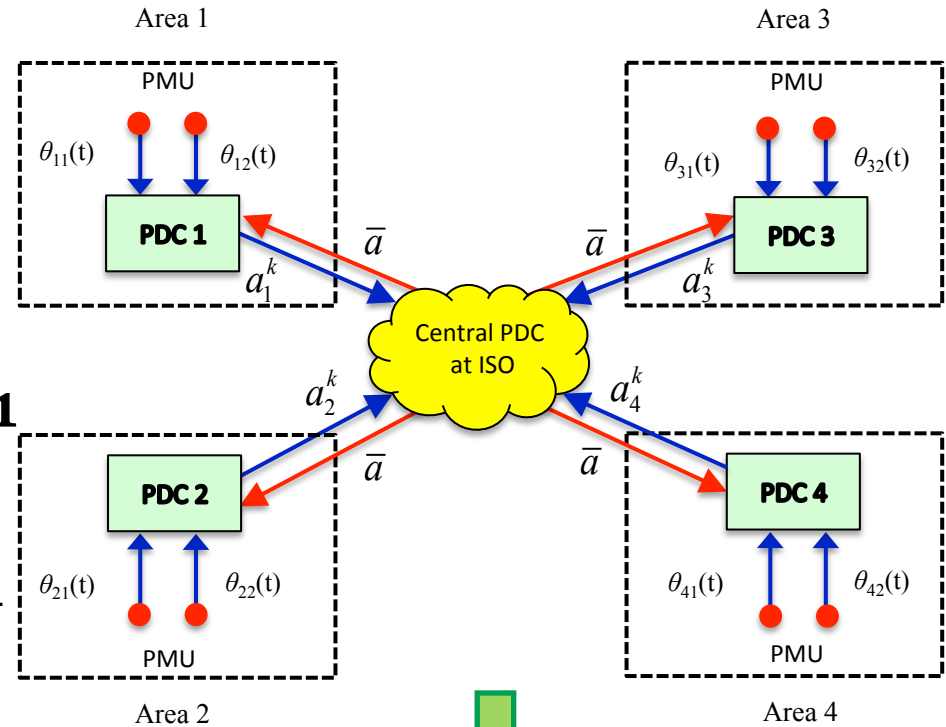 Area 1
Area 3
PMU
PMU
θ₁₁(t)
θ₁₂(t)
θ₃₁(t)
θ₃₂(t)
PDC 1
PDC 3
a̅
a̅
a₁ᵏ
a₃ᵏ
Central PDC
at ISO
a₂ᵏ
a₄ᵏ
1
a̅
a̅
PDC 2
PDC 4
θ₂₁(t)
θ₂₂(t)
θ₄₁(t)
θ₄₂(t)
PMU
PMU
Area 2
Area 4